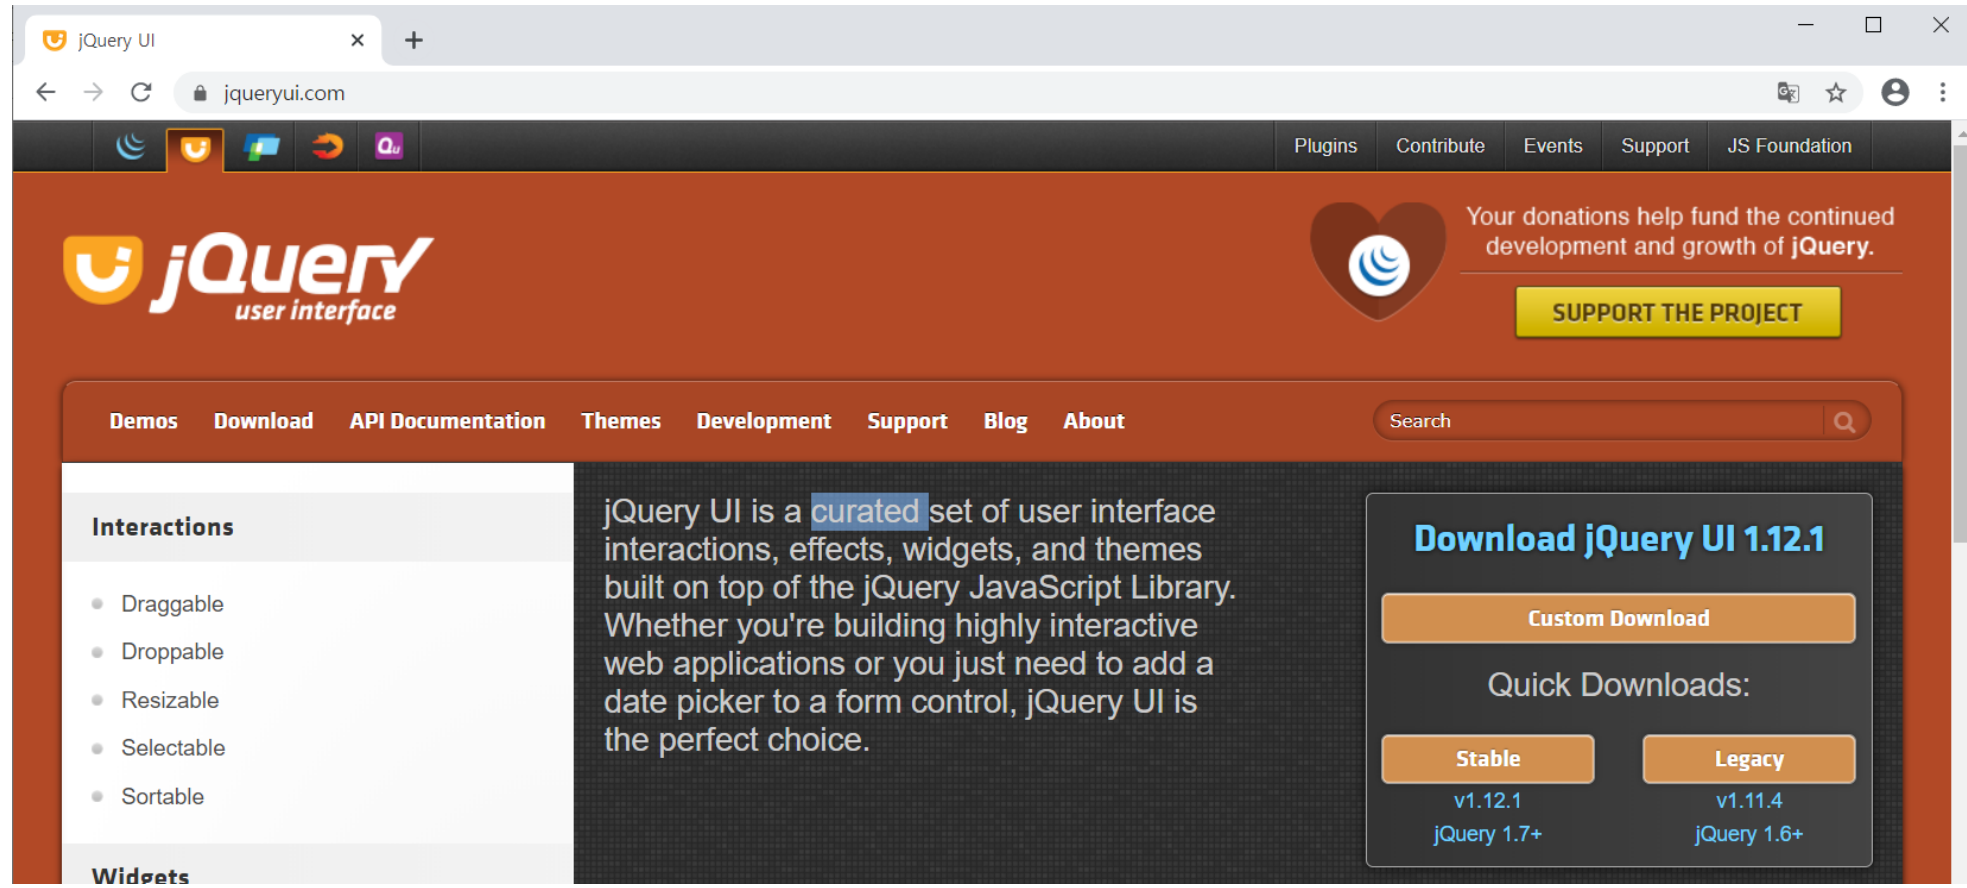 jQuery UI
jqueryui.com
Plugins Contribute Events Support JS Foundation
jQuery
user interface
Your donations help fund the continued
development and growth of jQuery.
SUPPORT THE PROJECT
Demos Download API Documentation Themes Development Support Blog About
Search
Interactions
Draggable
Droppable
Resizable
Selectable
Sortable
Widgets
jQuery UI is a curated set of user interface
interactions, effects, widgets, and themes
built on top of the jQuery JavaScript Library.
Whether you're building highly interactive
web applications or you just need to add a
date picker to a form control, jQuery UI is
the perfect choice.
Download jQuery UI 1.12.1
Custom Download
Quick Downloads:
Stable Legacy
v1.12.1 v1.11.4
jQuery 1.7+ jQuery 1.6+